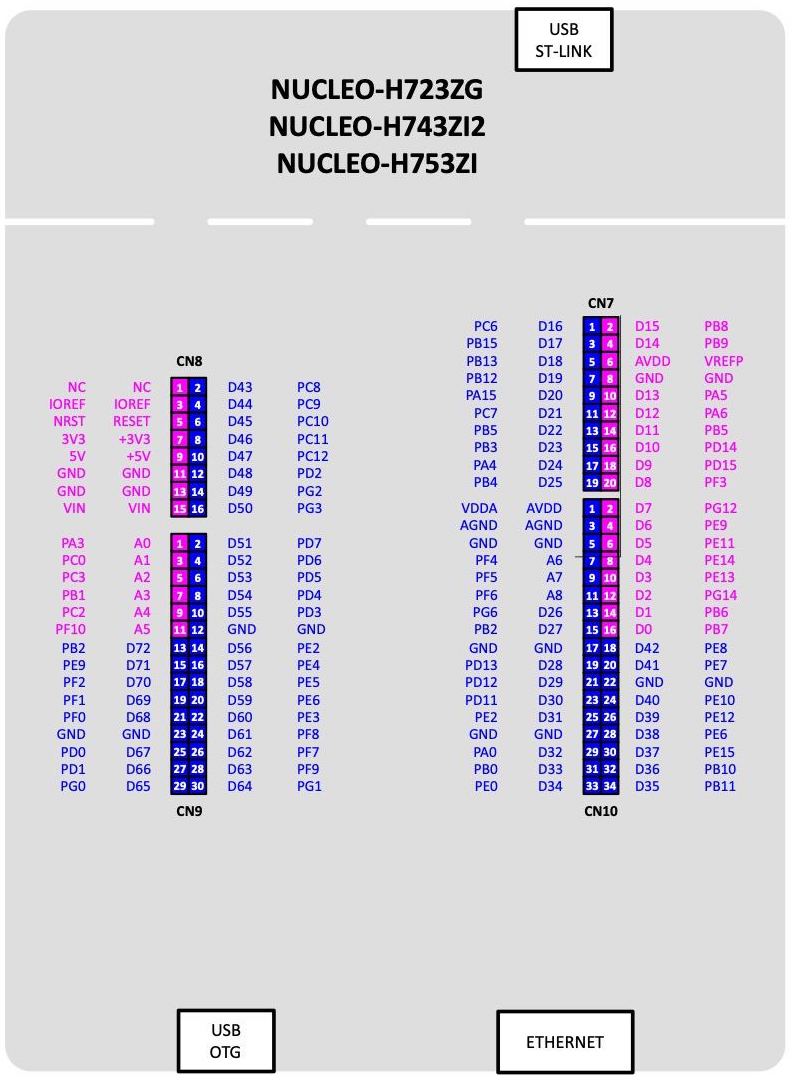 USB
ST-LINK
NUCLEO-H723ZG
NUCLEO-H743ZI2
NUCLEO-H753ZI
CN8
NC NC 1 2 D43 PC8
IOREF IOREF 3 4 D44 PC9
NRST RESET 5 6 D45 PC10
3V3 +3V3 7 8 D46 PC11
5V +5V 9 10 D47 PC12
GND GND 11 12 D48 PD2
GND GND 13 14 D49 PG2
VIN VIN 15 16 D50 PG3
PA3 A0 1 2 D51 PD7
PC0 A1 3 4 D52 PD6
PC3 A2 5 6 D53 PD5
PB1 A3 7 8 D54 PD4
PC2 A4 9 10 D55 PD3
PF10 A5 11 12 GND GND
PB2 D72 13 14 D56 PE2
PE9 D71 15 16 D57 PE4
PF2 D70 17 18 D58 PE5
PF1 D69 19 20 D59 PE6
PF0 D68 21 22 D60 PE3
GND GND 23 24 D61 PF8
PD0 D67 25 26 D62 PF7
PD1 D66 27 28 D63 PF9
PG0 D65 29 30 D64 PG1
CN9
CN7
PC6 D16 1 2 D15 PB8
PB15 D17 3 4 D14 PB9
PB13 D18 5 6 AVDD VREFP
PB12 D19 7 8 GND GND
PA15 D20 9 10 D13 PA5
PC7 D21 11 12 D12 PA6
PB5 D22 13 14 D11 PB5
PB3 D23 15 16 D10 PD14
PA4 D24 17 18 D9 PD15
PB4 D25 19 20 D8 PF3
VDDA AVDD 1 2 D7 PG12
AGND AGND 3 4 D6 PE9
GND GND 5 6 D5 PE11
PF4 A6 7 8 D4 PE14
PF5 A7 9 10 D3 PE13
PF6 A8 11 12 D2 PG14
PG6 D26 13 14 D1 PB6
PB2 D27 15 16 D0 PB7
GND GND 17 18 D42 PE8
PD13 D28 19 20 D41 PE7
PD12 D29 21 22 GND GND
PD11 D30 23 24 D40 PE10
PE2 D31 25 26 D39 PE12
GND GND 27 28 D38 PE6
PA0 D32 29 30 D37 PE15
PB0 D33 31 32 D36 PB10
PE0 D34 33 34 D35 PB11
CN10
USB
OTG
ETHERNET